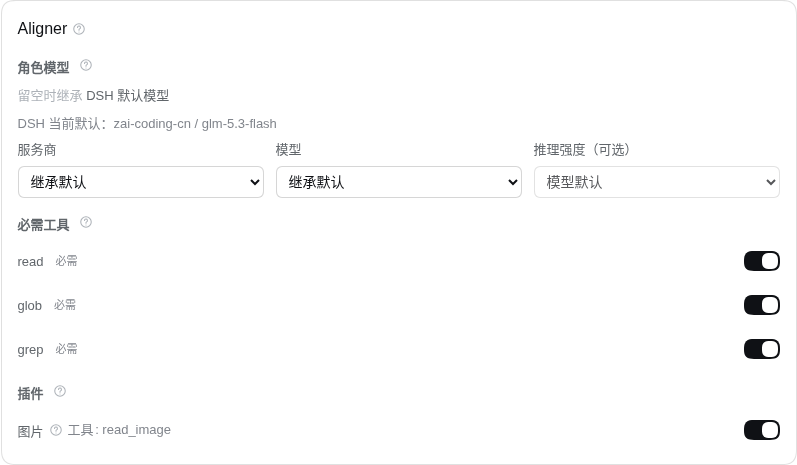 Aligner
角色模型
留空时继承 DSH 默认模型
DSH 当前默认：zai-coding-cn / glm-5.3-flash
服务商 模型 推理强度（可选）
继承默认 继承默认 模型默认
必需工具
read 必需
glob 必需
grep 必需
插件
图片 工具: read_image